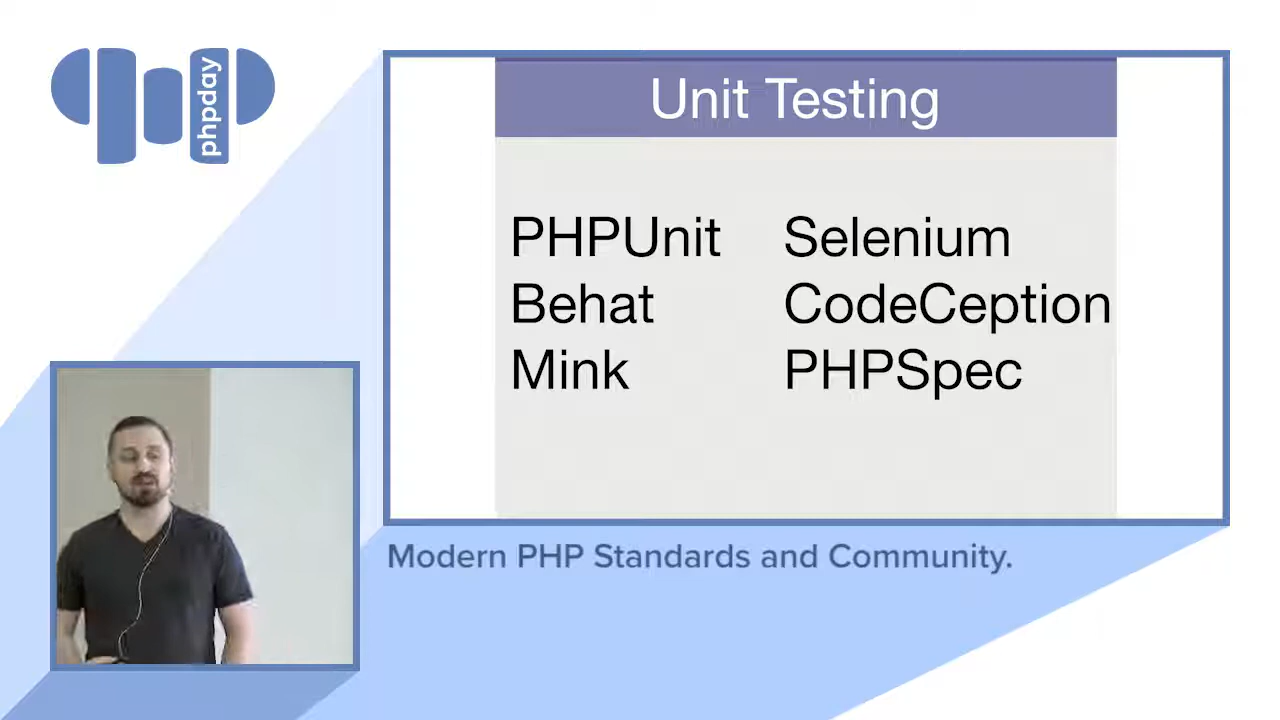 phpday
Unit Testing
PHPUnit Selenium
Behat CodeCeption
Mink PHPSpec
Modern PHP Standards and Community.